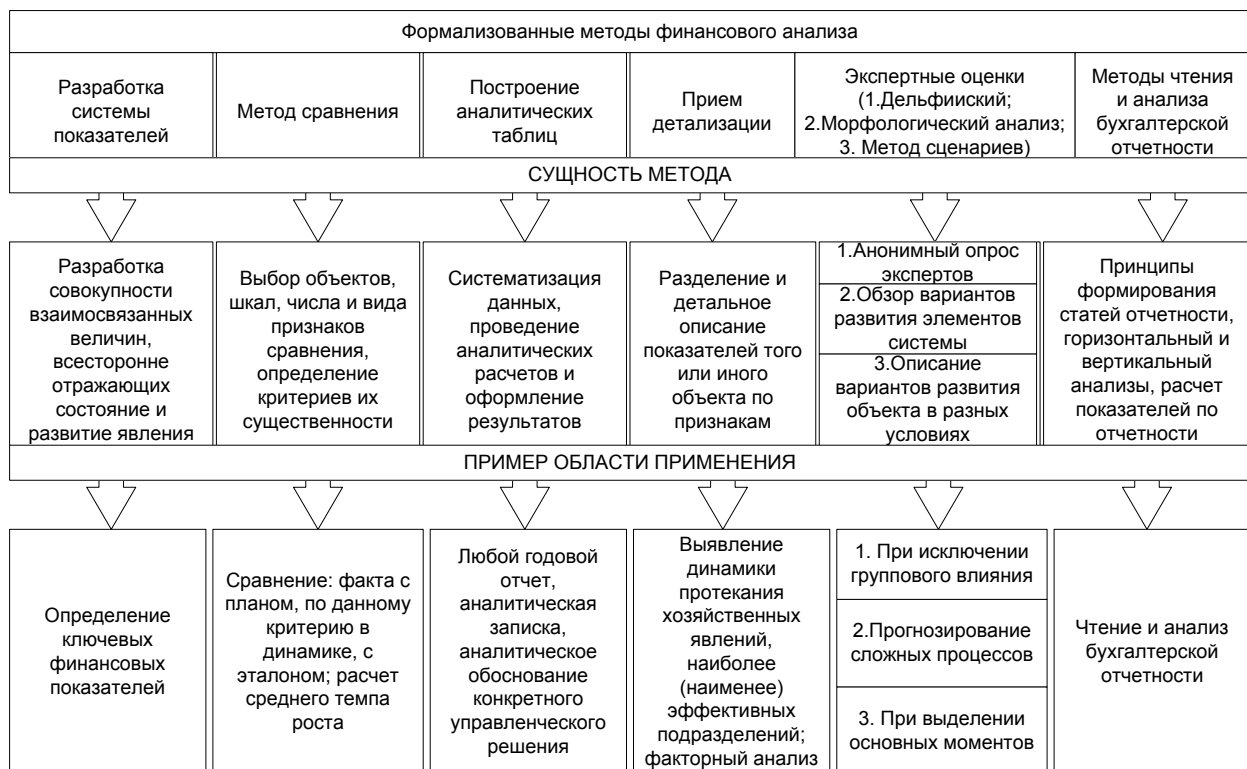 Формализованные методы финансового анализа
Разработка
системы
показателей
Метод сравнения
Построение
аналитических
таблиц
Прием
детализации
Экспертные оценки
(1.Дельфииский;
2.Морфологический анализ;
3. Метод сценариев)
Методы чтения
и анализа
бухгалтерской
отчетности
СУЩНОСТЬ МЕТОДА
Разработка
совокупности
взаимосвязанных
величин,
всесторонне
отражающих
состояние и
развитие явления
Выбор объектов,
шкал, числа и вида
признаков
сравнения,
определение
критериев их
существенности
Систематизация
данных,
проведение
аналитических
расчетов и
оформление
результатов
Разделение и
детальное
описание
показателей того
или иного
объекта по
признакам
1.Анонимный опрос
экспертов
2.Обзор вариантов
развития элементов
системы
3.Описание
вариантов развития
объекта в разных
условиях
Принципы
формирования
статей отчетности,
горизонтальный и
вертикальный
анализы, расчет
показателей по
отчетности
ПРИМЕР ОБЛАСТИ ПРИМЕНЕНИЯ
Определение
ключевых
финансовых
показателей
Сравнение: факта с
планом, по данному
критерию в
динамике, с
эталоном; расчет
среднего темпа
роста
Любой годовой
отчет,
аналитическая
записка,
аналитическое
обоснование
конкретного
управленческого
решения
Выявление
динамики
протекания
хозяйственных
явлений,
наиболее
(наименее)
эффективных
подразделений;
факторный анализ
1. При исключении
группового влияния
2.Прогнозирование
сложных процессов
3. При выделении
основных моментов
Чтение и анализ
бухгалтерской
отчетности